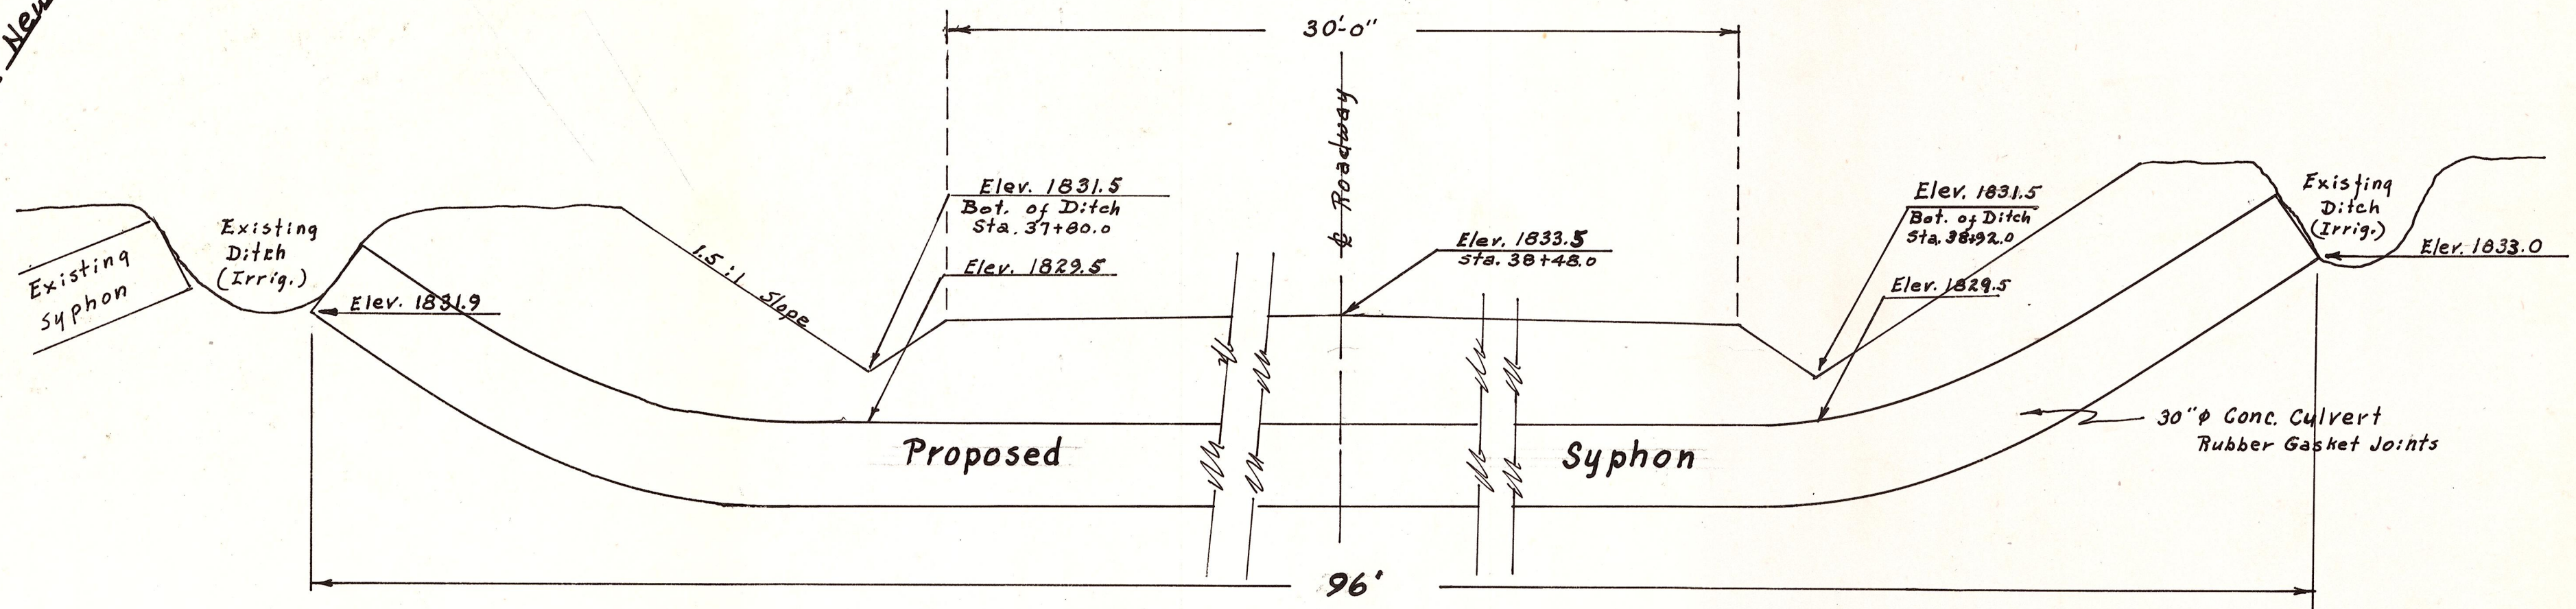 New
30'-0"
℄ Roadway
Elev. 1831.5
Bot. of Ditch
Sta. 37+80.0
Elev. 1829.5
Elev. 1833.5
Sta. 38+48.0
Elev. 1831.5
Bot. of Ditch
Sta. 38+92.0
Elev. 1829.5
Existing
Ditch
(Irrig.)
Existing
Ditch
(Irrig.)
Elev. 1833.0
Existing
Syphon
Elev. 1831.9
1.5:1 Slope
Proposed Syphon
30"ϕ Conc. Culvert
Rubber Gasket Joints
96'